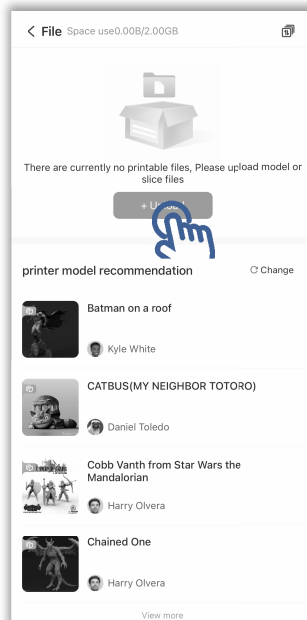 File Space use0.00B/2.00GB
There are currently no printable files, Please upload model or
slice files
+ Upload
printer model recommendation
Change
Batman on a roof
Kyle White
CATBUS(MY NEIGHBOR TOTORO)
Daniel Toledo
Cobb Vanth from Star Wars the
Mandalorian
Harry Olvera
Chained One
Harry Olvera
View more